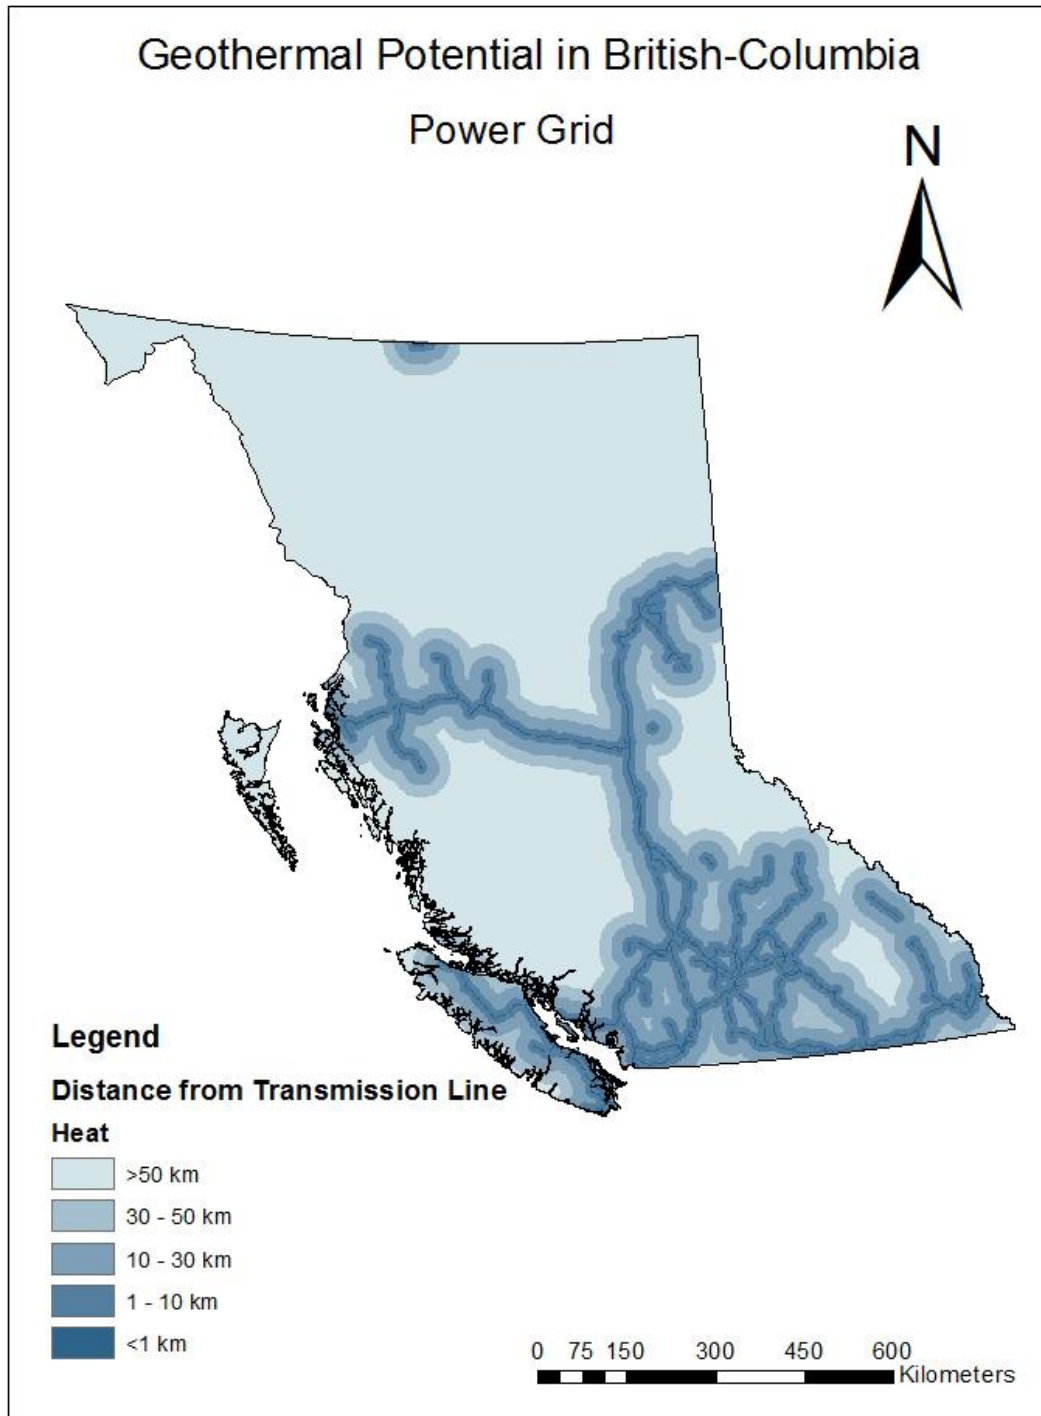 Geothermal Potential in British-Columbia
Power Grid
N
Legend
Distance from Transmission Line
Heat
>50 km
30 - 50 km
10 - 30 km
1 - 10 km
<1 km
0 75 150 300 450 600
Kilometers